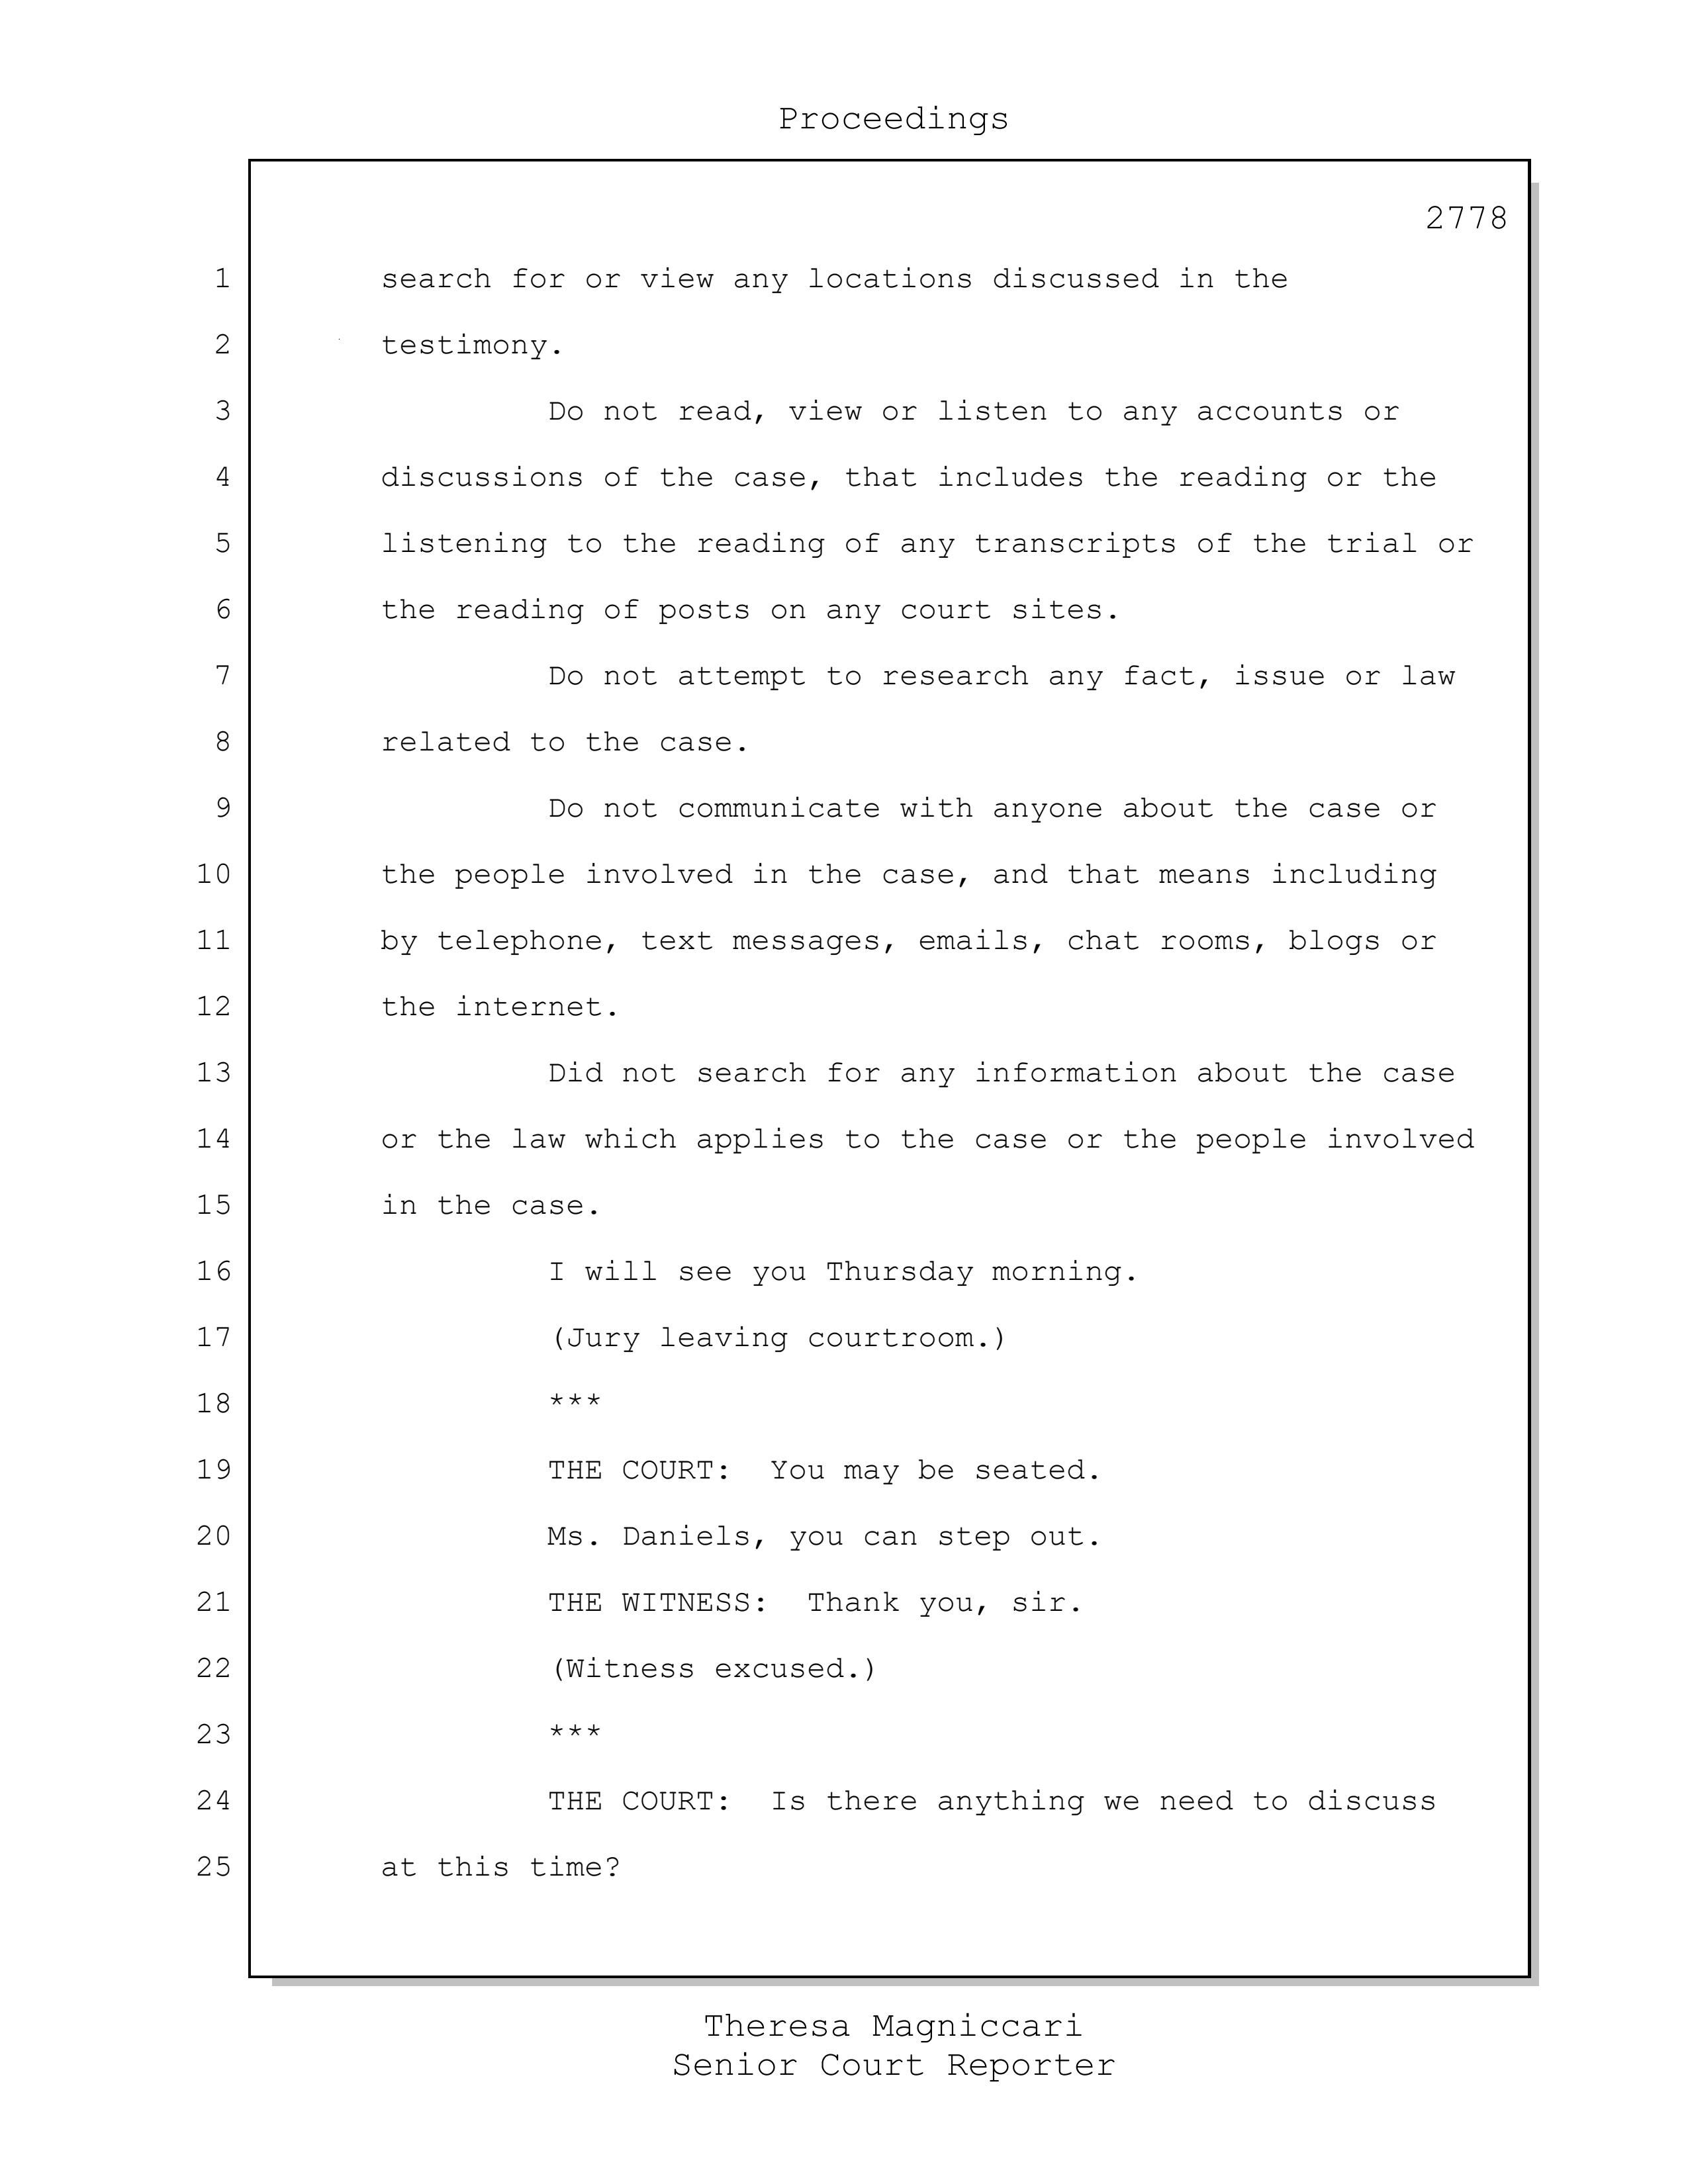 Proceedings
2778
1 search for or view any locations discussed in the
2 testimony.
3 Do not read, view or listen to any accounts or
4 discussions of the case, that includes the reading or the
5 listening to the reading of any transcripts of the trial or
6 the reading of posts on any court sites.
7 Do not attempt to research any fact, issue or law
8 related to the case.
9 Do not communicate with anyone about the case or
10 the people involved in the case, and that means including
11 by telephone, text messages, emails, chat rooms, blogs or
12 the internet.
13 Did not search for any information about the case
14 or the law which applies to the case or the people involved
15 in the case.
16 I will see you Thursday morning.
17 (Jury leaving courtroom.)
18 ***
19 THE COURT:  You may be seated.
20 Ms. Daniels, you can step out.
21 THE WITNESS:  Thank you, sir.
22 (Witness excused.)
23 ***
24 THE COURT:  Is there anything we need to discuss
25 at this time?
Theresa Magniccari
Senior Court Reporter